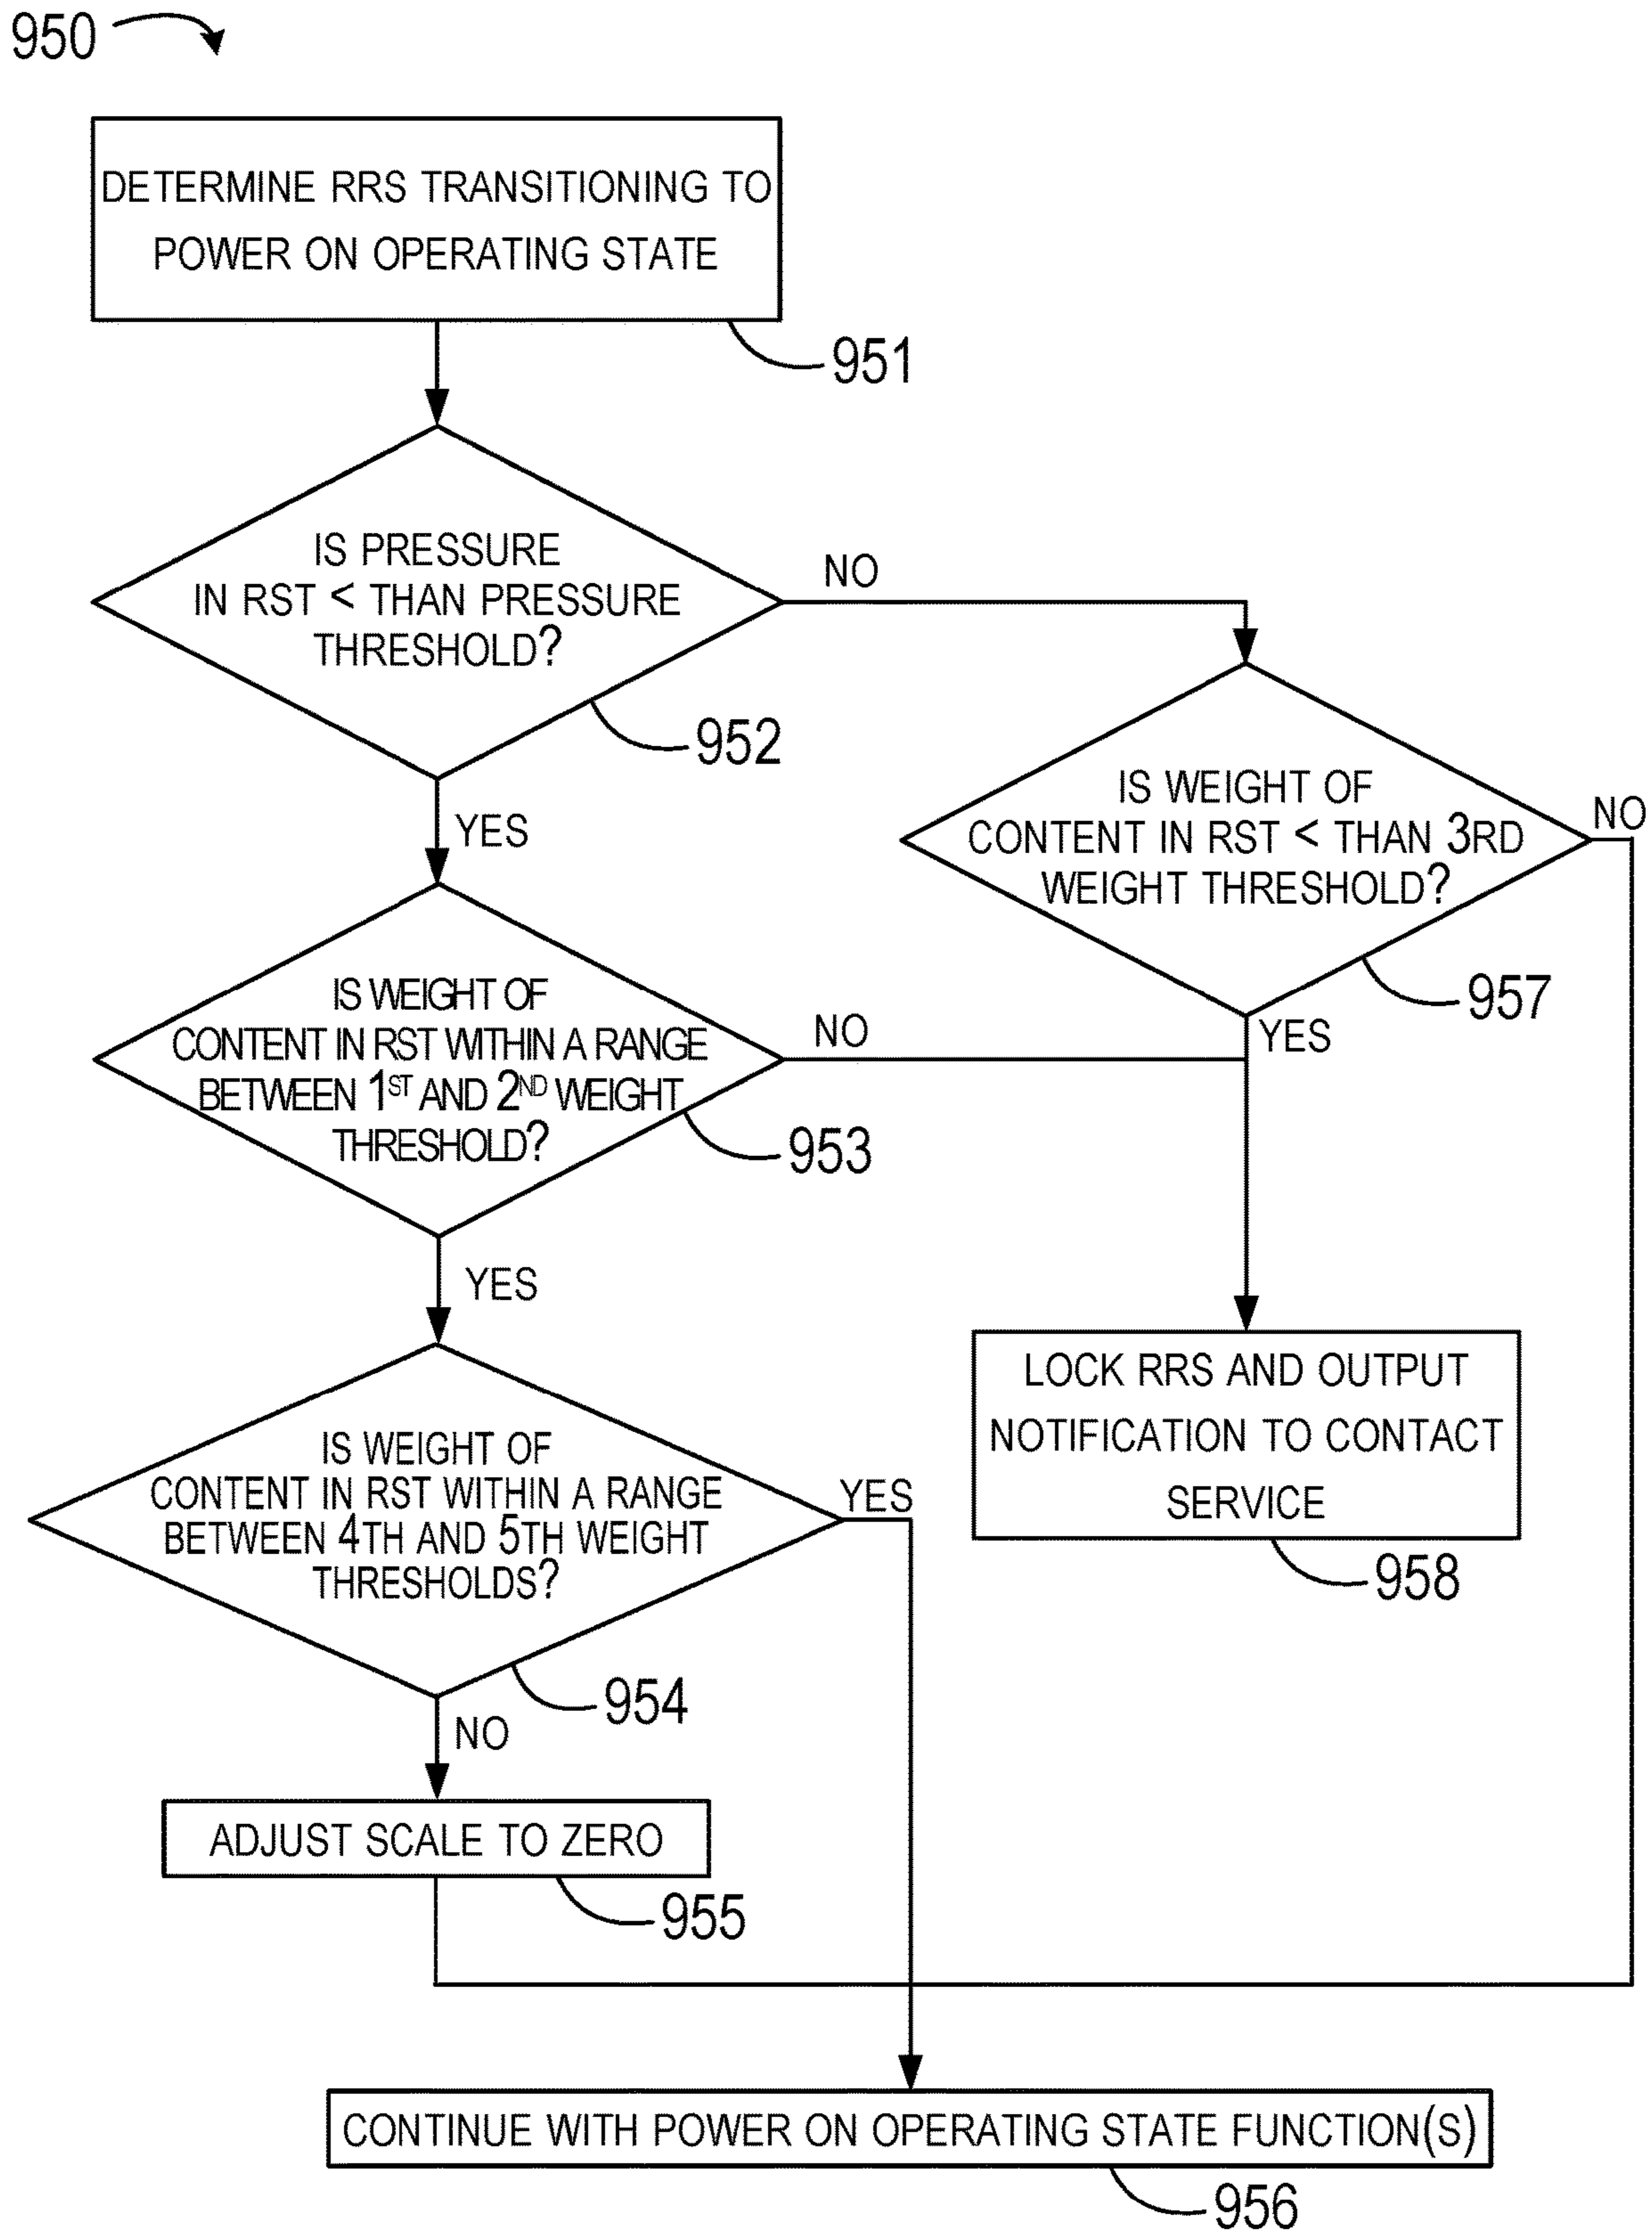 950
DETERMINE RRS TRANSITIONING TO
POWER ON OPERATING STATE
951
IS PRESSURE
IN RST < THAN PRESSURE
THRESHOLD?
952
NO
YES
IS WEIGHT OF
CONTENT IN RST < THAN 3RD
WEIGHT THRESHOLD?
957
NO
YES
IS WEIGHT OF
CONTENT IN RST WITHIN A RANGE
BETWEEN 1ST AND 2ND WEIGHT
THRESHOLD?
953
NO
YES
LOCK RRS AND OUTPUT
NOTIFICATION TO CONTACT
SERVICE
958
IS WEIGHT OF
CONTENT IN RST WITHIN A RANGE
BETWEEN 4TH AND 5TH WEIGHT
THRESHOLDS?
954
YES
NO
ADJUST SCALE TO ZERO
955
CONTINUE WITH POWER ON OPERATING STATE FUNCTION(S)
956